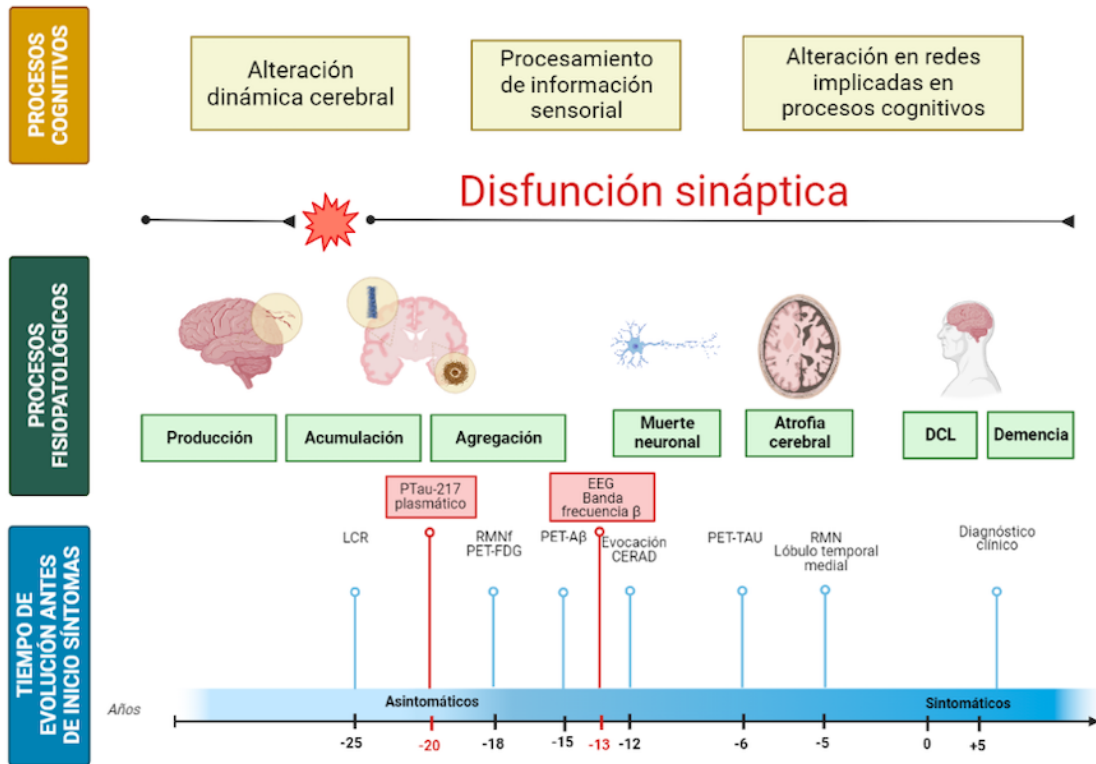 PROCESOS
COGNITIVOS
Alteración
dinámica cerebral
Procesamiento
de información
sensorial
Alteración en redes
implicadas en
procesos cognitivos
Disfunción sináptica
PROCESOS
FISIOPATOLÓGICOS
Producción
Acumulación
Agregación
Muerte
neuronal
Atrofia
cerebral
DCL
Demencia
TIEMPO DE
EVOLUCIÓN ANTES
DE INICIO SÍNTOMAS
LCR
PTau-217
plasmático
RMNf
PET-FDG
PET-Aβ
EEG
Banda
frecuencia β
Evocación
CERAD
PET-TAU
RMN
Lóbulo temporal
medial
Diagnóstico
clínico
Años
Asintomáticos
Sintomáticos
-25
-20
-18
-15
-13
-12
-6
-5
0
+5